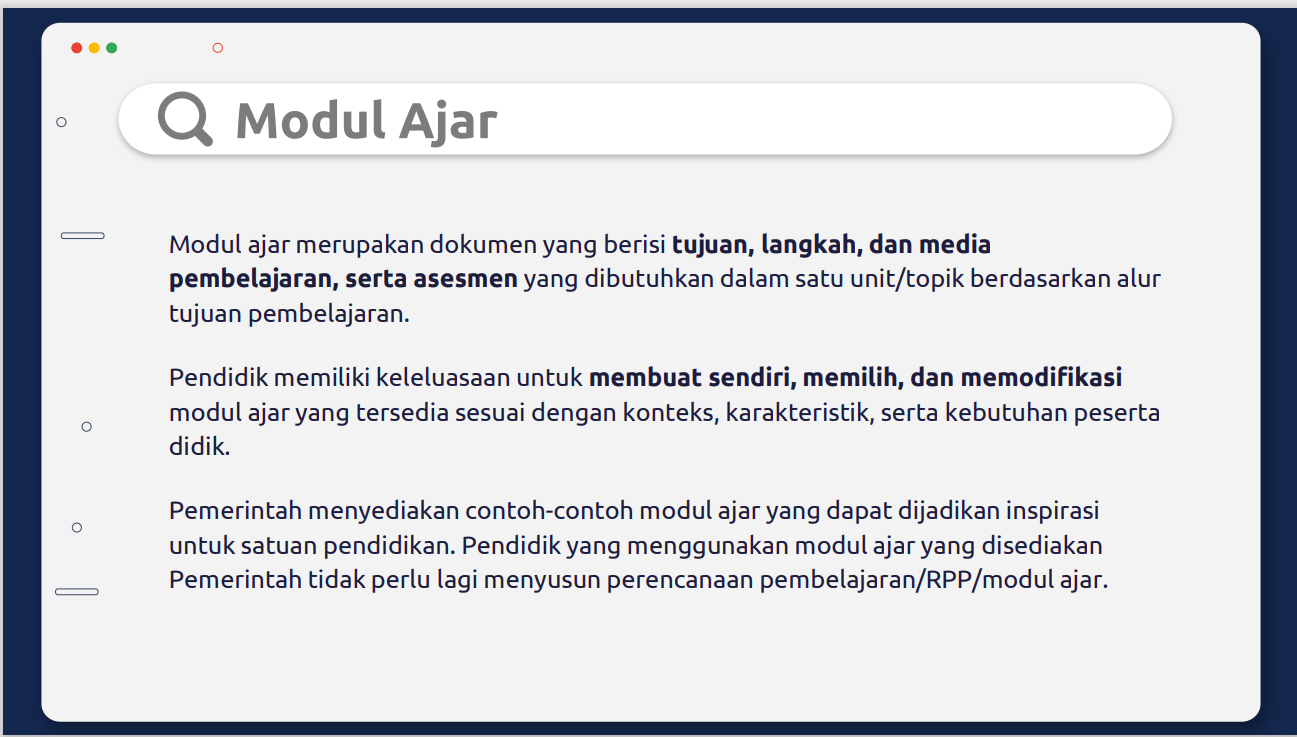 Modul Ajar
Modul ajar merupakan dokumen yang berisi tujuan, langkah, dan media
pembelajaran, serta asesmen yang dibutuhkan dalam satu unit/topik berdasarkan alur
tujuan pembelajaran.
Pendidik memiliki keleluasaan untuk membuat sendiri, memilih, dan memodifikasi
modul ajar yang tersedia sesuai dengan konteks, karakteristik, serta kebutuhan peserta
didik.
Pemerintah menyediakan contoh-contoh modul ajar yang dapat dijadikan inspirasi
untuk satuan pendidikan. Pendidik yang menggunakan modul ajar yang disediakan
Pemerintah tidak perlu lagi menyusun perencanaan pembelajaran/RPP/modul ajar.